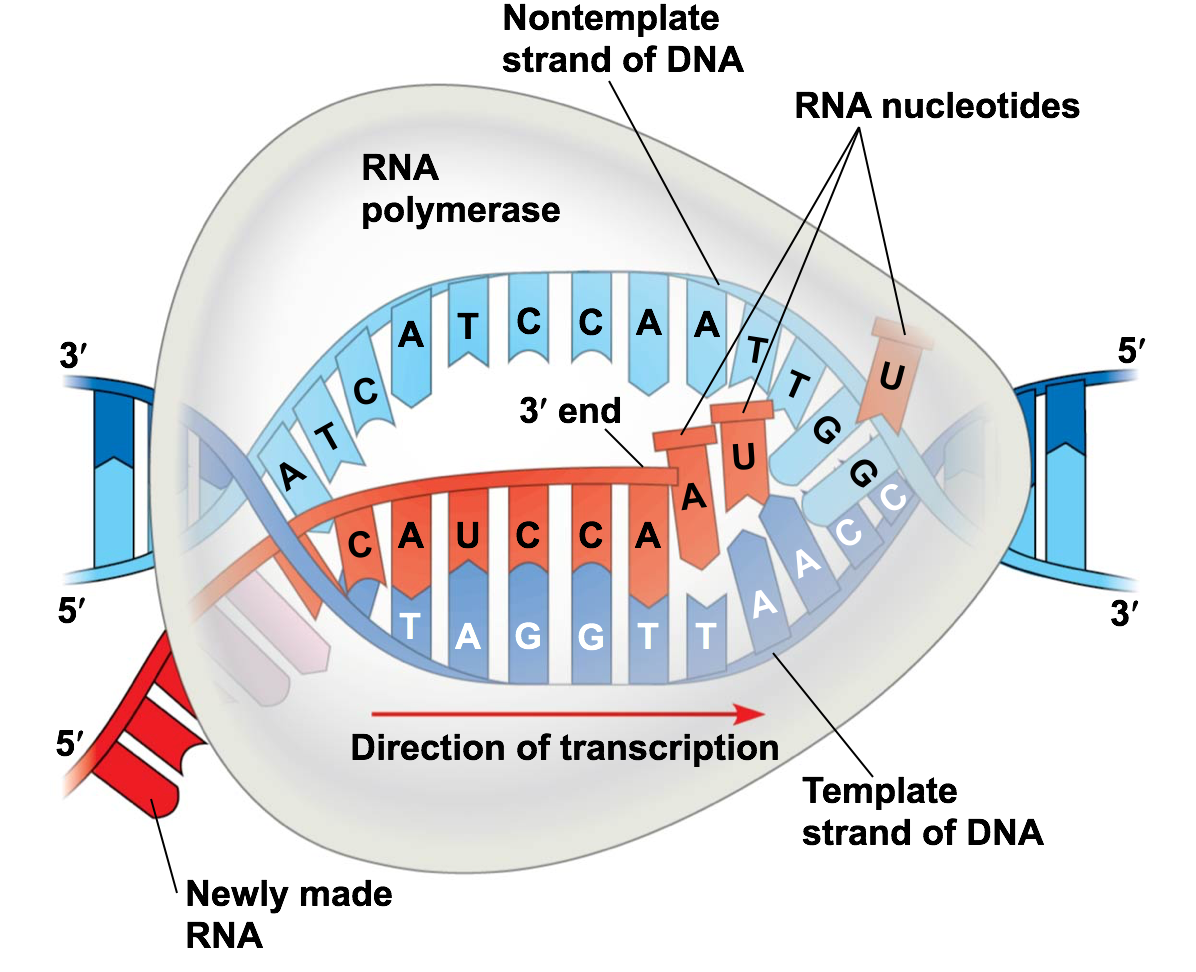 Nontemplate
strand of DNA
RNA nucleotides
RNA
polymerase
3′
5′
A T C A T C C A A T T G G
U
3′ end
U
A
C A U C C A
T A G G T T A A C C
5′
3′
5′
Direction of transcription
Template
strand of DNA
Newly made
RNA